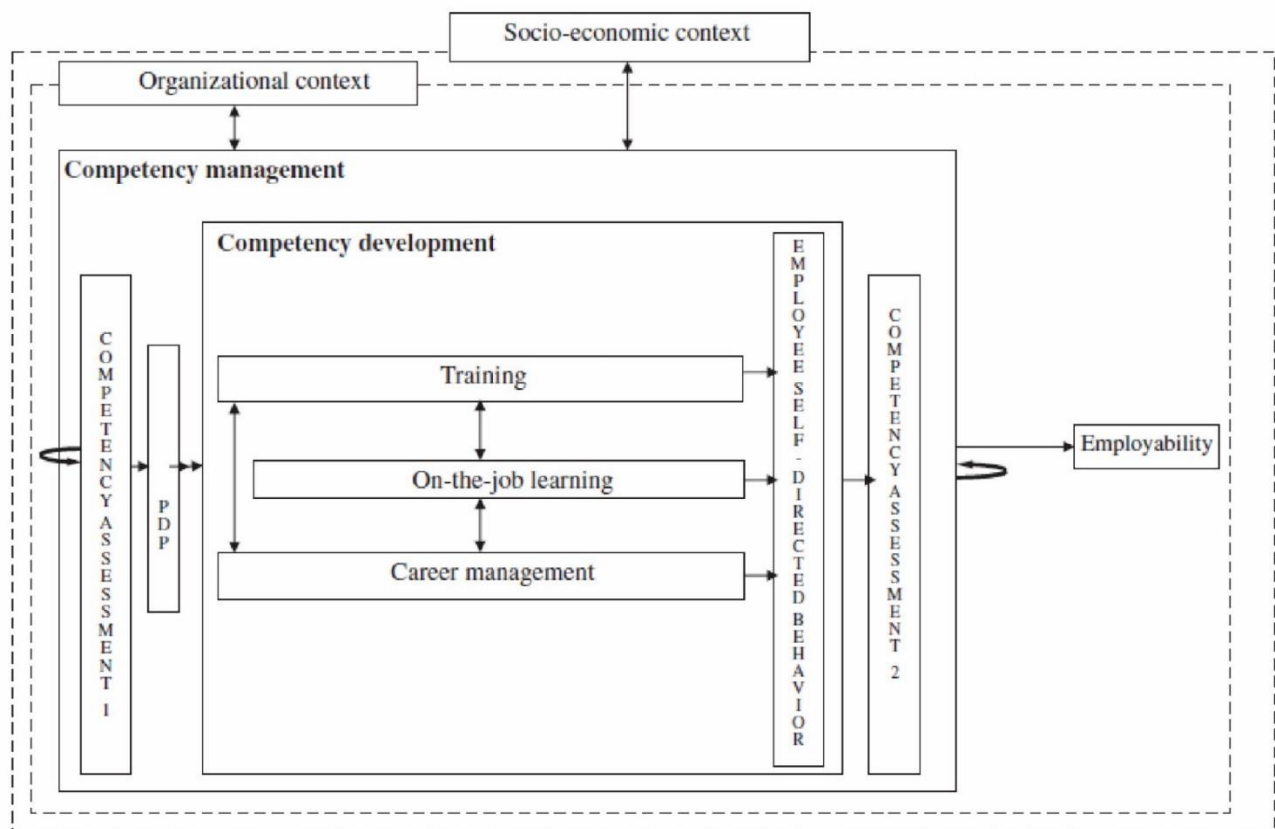 Socio-economic context
Organizational context
Competency management
Competency development
COMPETENCY ASSESSMENT 1
PDP
Training
On-the-job learning
Career management
EMPLOYEE SELF-DIRECTED BEHAVIOR
COMPETENCY ASSESSMENT 2
Employability